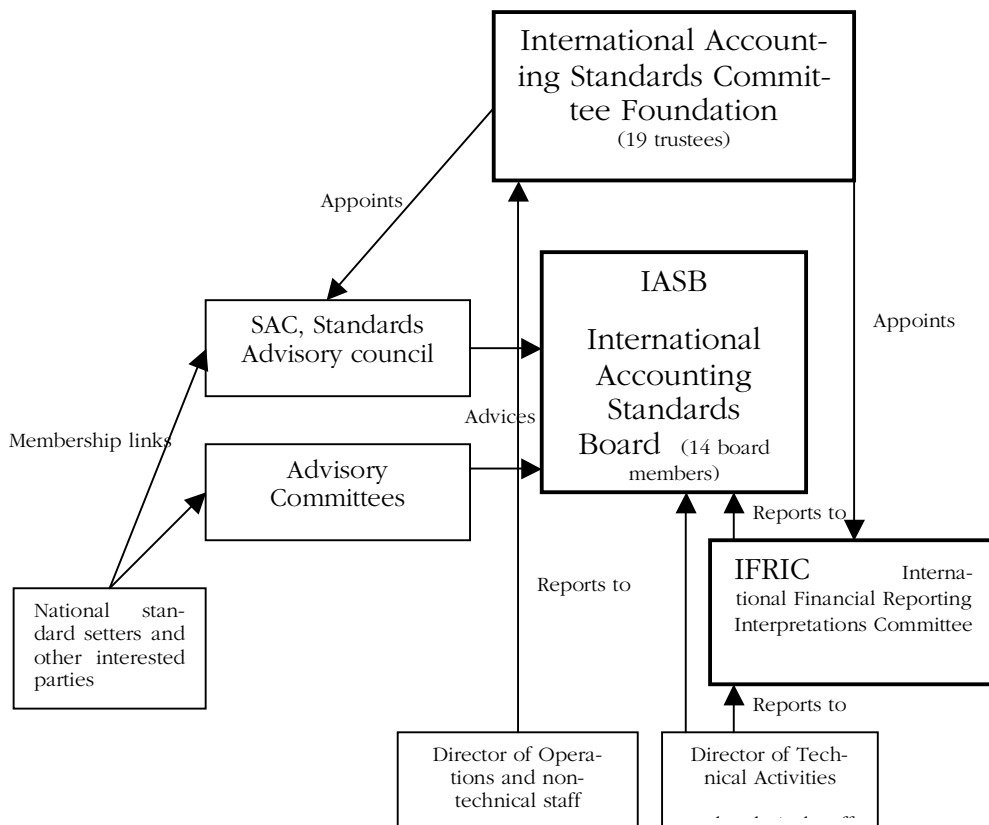 International Account-
ing Standards Commit-
tee Foundation
(19 trustees)
Appoints
IASB
International
Accounting
Standards
Board (14 board
members)
SAC, Standards
Advisory council
Appoints
Membership links
Advices
Advisory
Committees
Reports to
IFRIC Interna-
tional Financial Reporting
Interpretations Committee
National stan-
dard setters and
other interested
parties
Reports to
Reports to
Director of Opera-
tions and non-
technical staff
Director of Tech-
nical Activities